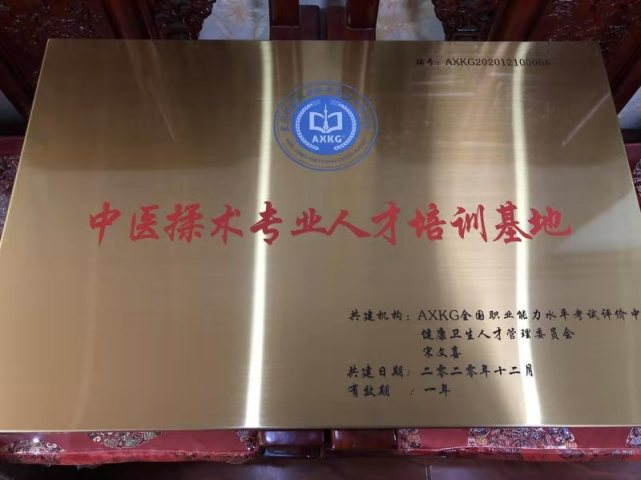 编号：AXKG202012100066
AXKG
中医揉术专业人才培训基地
共建机构：AXKG全国职业能力水平考试评价中
健康卫生人才管理委员会
宋文喜
共建日期：二零二零年十二月
有效期：一年